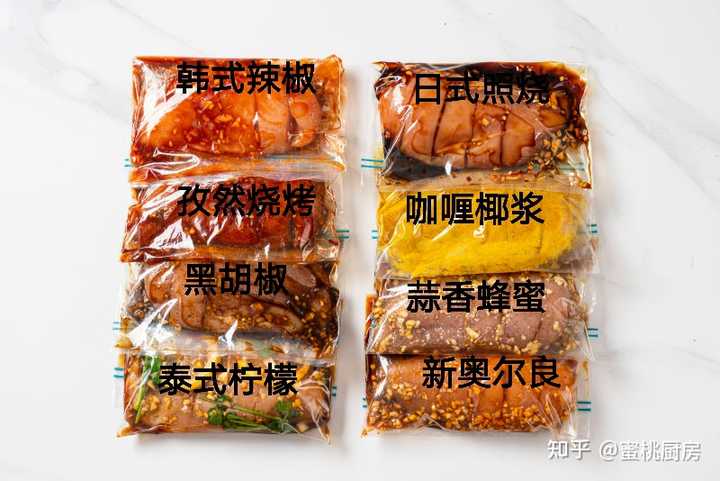 韩式辣椒
孜然烧烤
黑胡椒
泰式柠檬
日式照烧
咖喱椰浆
蒜香蜂蜜
新奥尔良
知乎 @蜜桃厨房